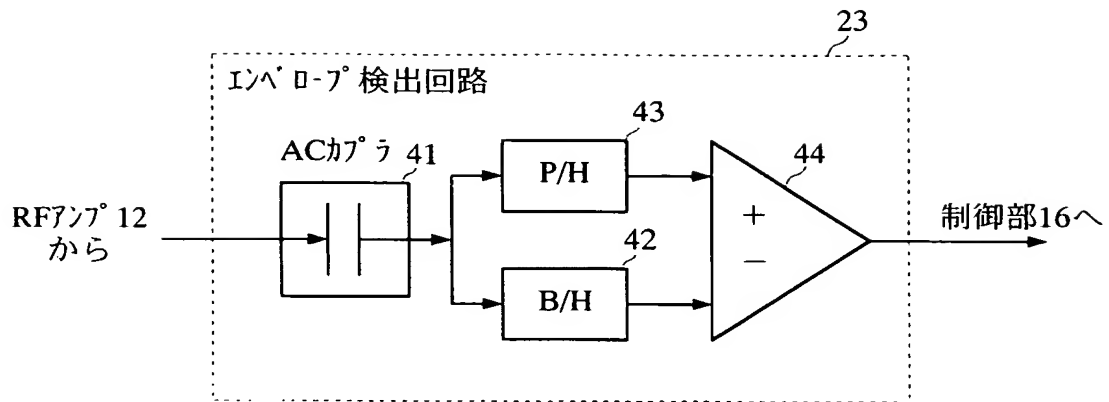 23
エンベロープ検出回路
ACカプラ 41
43
P/H
44
RFアンプ12
から
+
−
制御部16へ
42
B/H